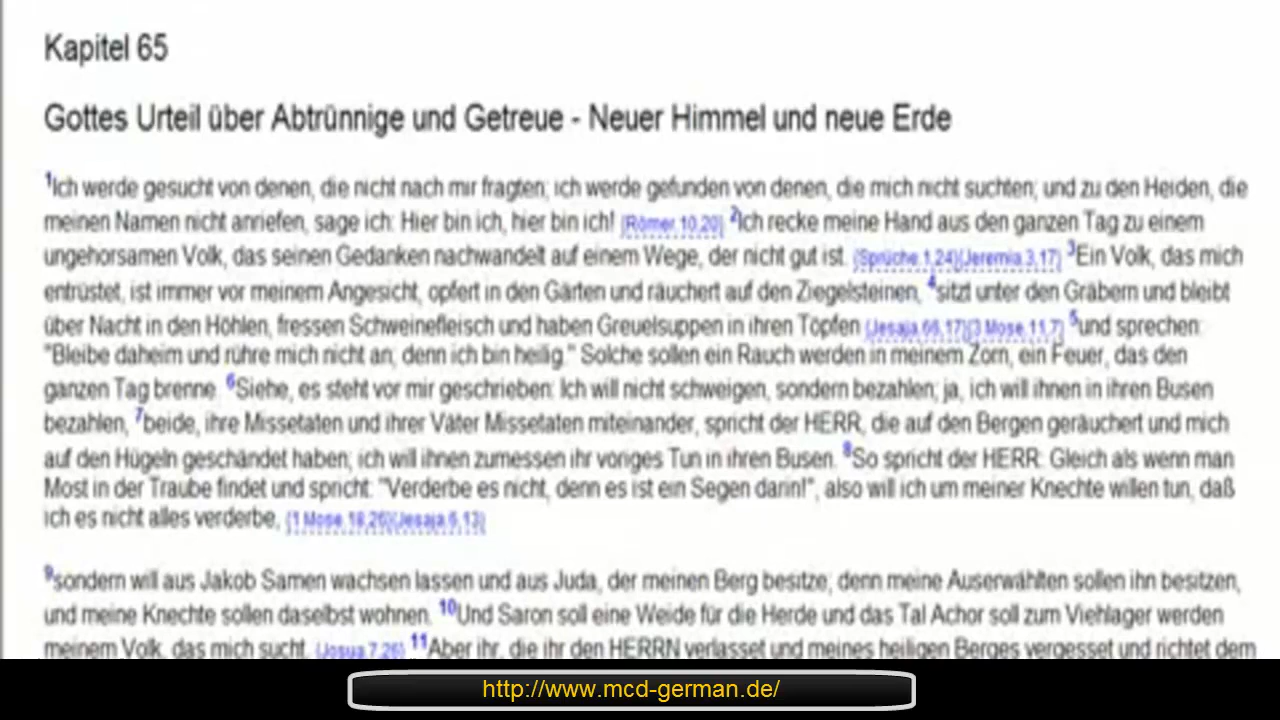 Kapitel 65
Gottes Urteil über Abtrünnige und Getreue - Neuer Himmel und neue Erde
1Ich werde gesucht von denen, die nicht nach mir fragten; ich werde gefunden von denen, die mich nicht suchten; und zu den Heiden, die
meinen Namen nicht anriefen, sage ich: Hier bin ich, hier bin ich! (Römer 10,20) 2Ich recke meine Hand aus den ganzen Tag zu einem
ungehorsamen Volk, das seinen Gedanken nachwandelt auf einem Wege, der nicht gut ist. (Sprüche 1,24)(Jeremia 3,17) 3Ein Volk, das mich
entrüstet, ist immer vor meinem Angesicht, opfert in den Gärten und räuchert auf den Ziegelsteinen, 4sitzt unter den Gräbern und bleibt
über Nacht in den Höhlen, fressen Schweinefleisch und haben Greuelsuppen in ihren Töpfen (Jesaja 66,17)(3 Mose 11,7) 5und sprechen:
"Bleibe daheim und rühre mich nicht an; denn ich bin heilig." Solche sollen ein Rauch werden in meinem Zorn, ein Feuer, das den
ganzen Tag brenne. 6Siehe, es steht vor mir geschrieben: Ich will nicht schweigen, sondern bezahlen; ja, ich will ihnen in ihren Busen
bezahlen, 7beide, ihre Missetaten und ihrer Väter Missetaten miteinander, spricht der HERR, die auf den Bergen geräuchert und mich
auf den Hügeln geschändet haben; ich will ihnen zumessen ihr voriges Tun in ihren Busen. 8So spricht der HERR: Gleich als wenn man
Most in der Traube findet und spricht: "Verderbe es nicht, denn es ist ein Segen darin!", also will ich um meiner Knechte willen tun, daß
ich es nicht alles verderbe, (1 Mose 18,26)(Jesaja 6,13)
9sondern will aus Jakob Samen wachsen lassen und aus Juda, der meinen Berg besitze; denn meine Auserwählten sollen ihn besitzen,
und meine Knechte sollen daselbst wohnen. 10Und Saron soll eine Weide für die Herde und das Tal Achor soll zum Viehlager werden
meinem Volk, das mich sucht. (Josua 7,26) 11Aber ihr, die ihr den HERRN verlasset und meines heiligen Berges vergesset und richtet dem
http://www.mcd-german.de/